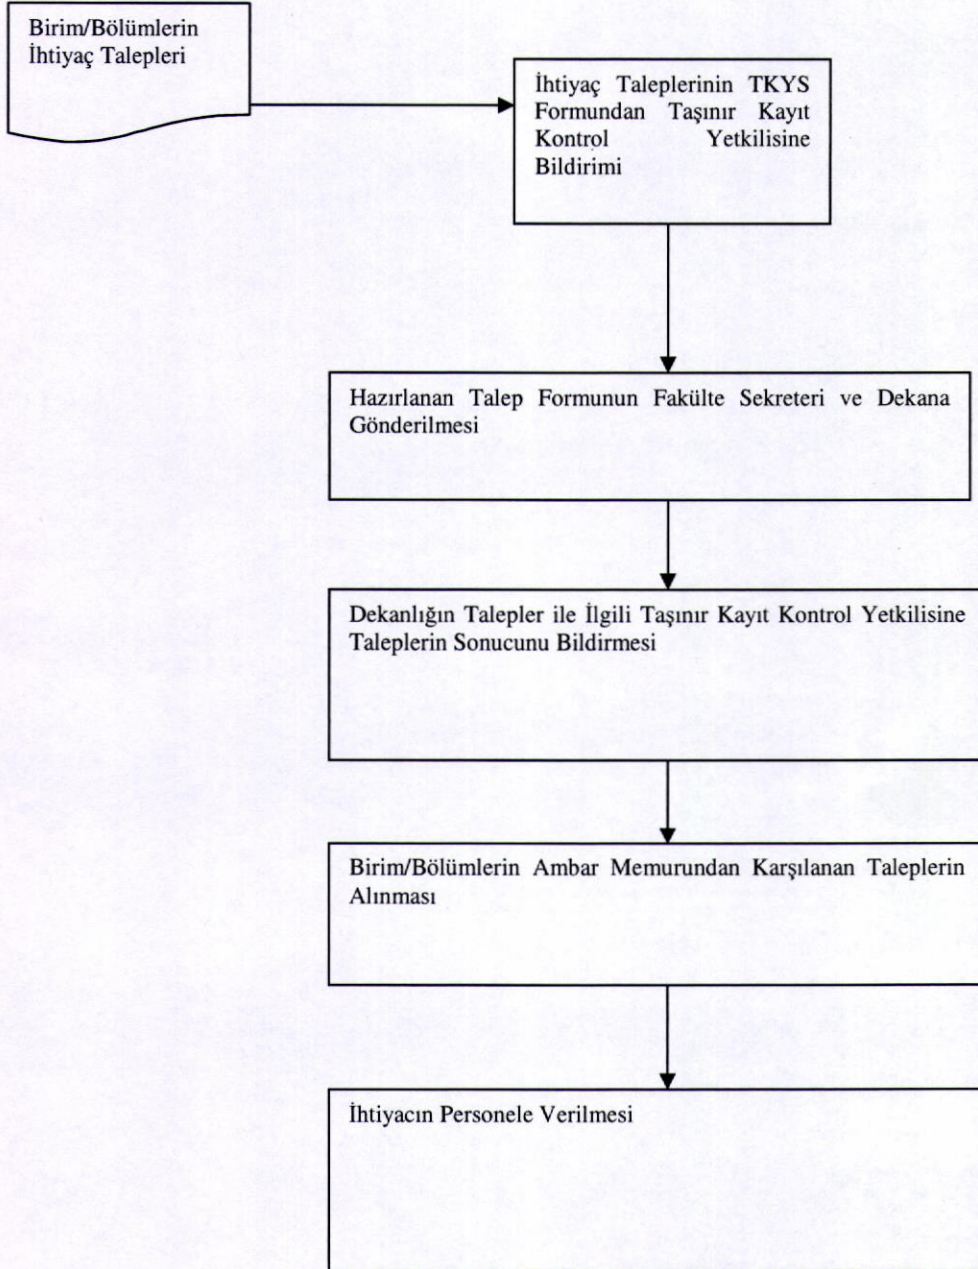 Birim/Bölümlerin
İhtiyaç Talepleri
İhtiyaç Taleplerinin TKYS
Formundan Taşınır Kayıt
Kontrol Yetkilisine
Bildirimi
Hazırlanan Talep Formunun Fakülte Sekreteri ve Dekana
Gönderilmesi
Dekanlığın Talepler ile İlgili Taşınır Kayıt Kontrol Yetkilisine
Taleplerin Sonucunu Bildirmesi
Birim/Bölümlerin Ambar Memurundan Karşılanan Taleplerin
Alınması
İhtiyacın Personele Verilmesi